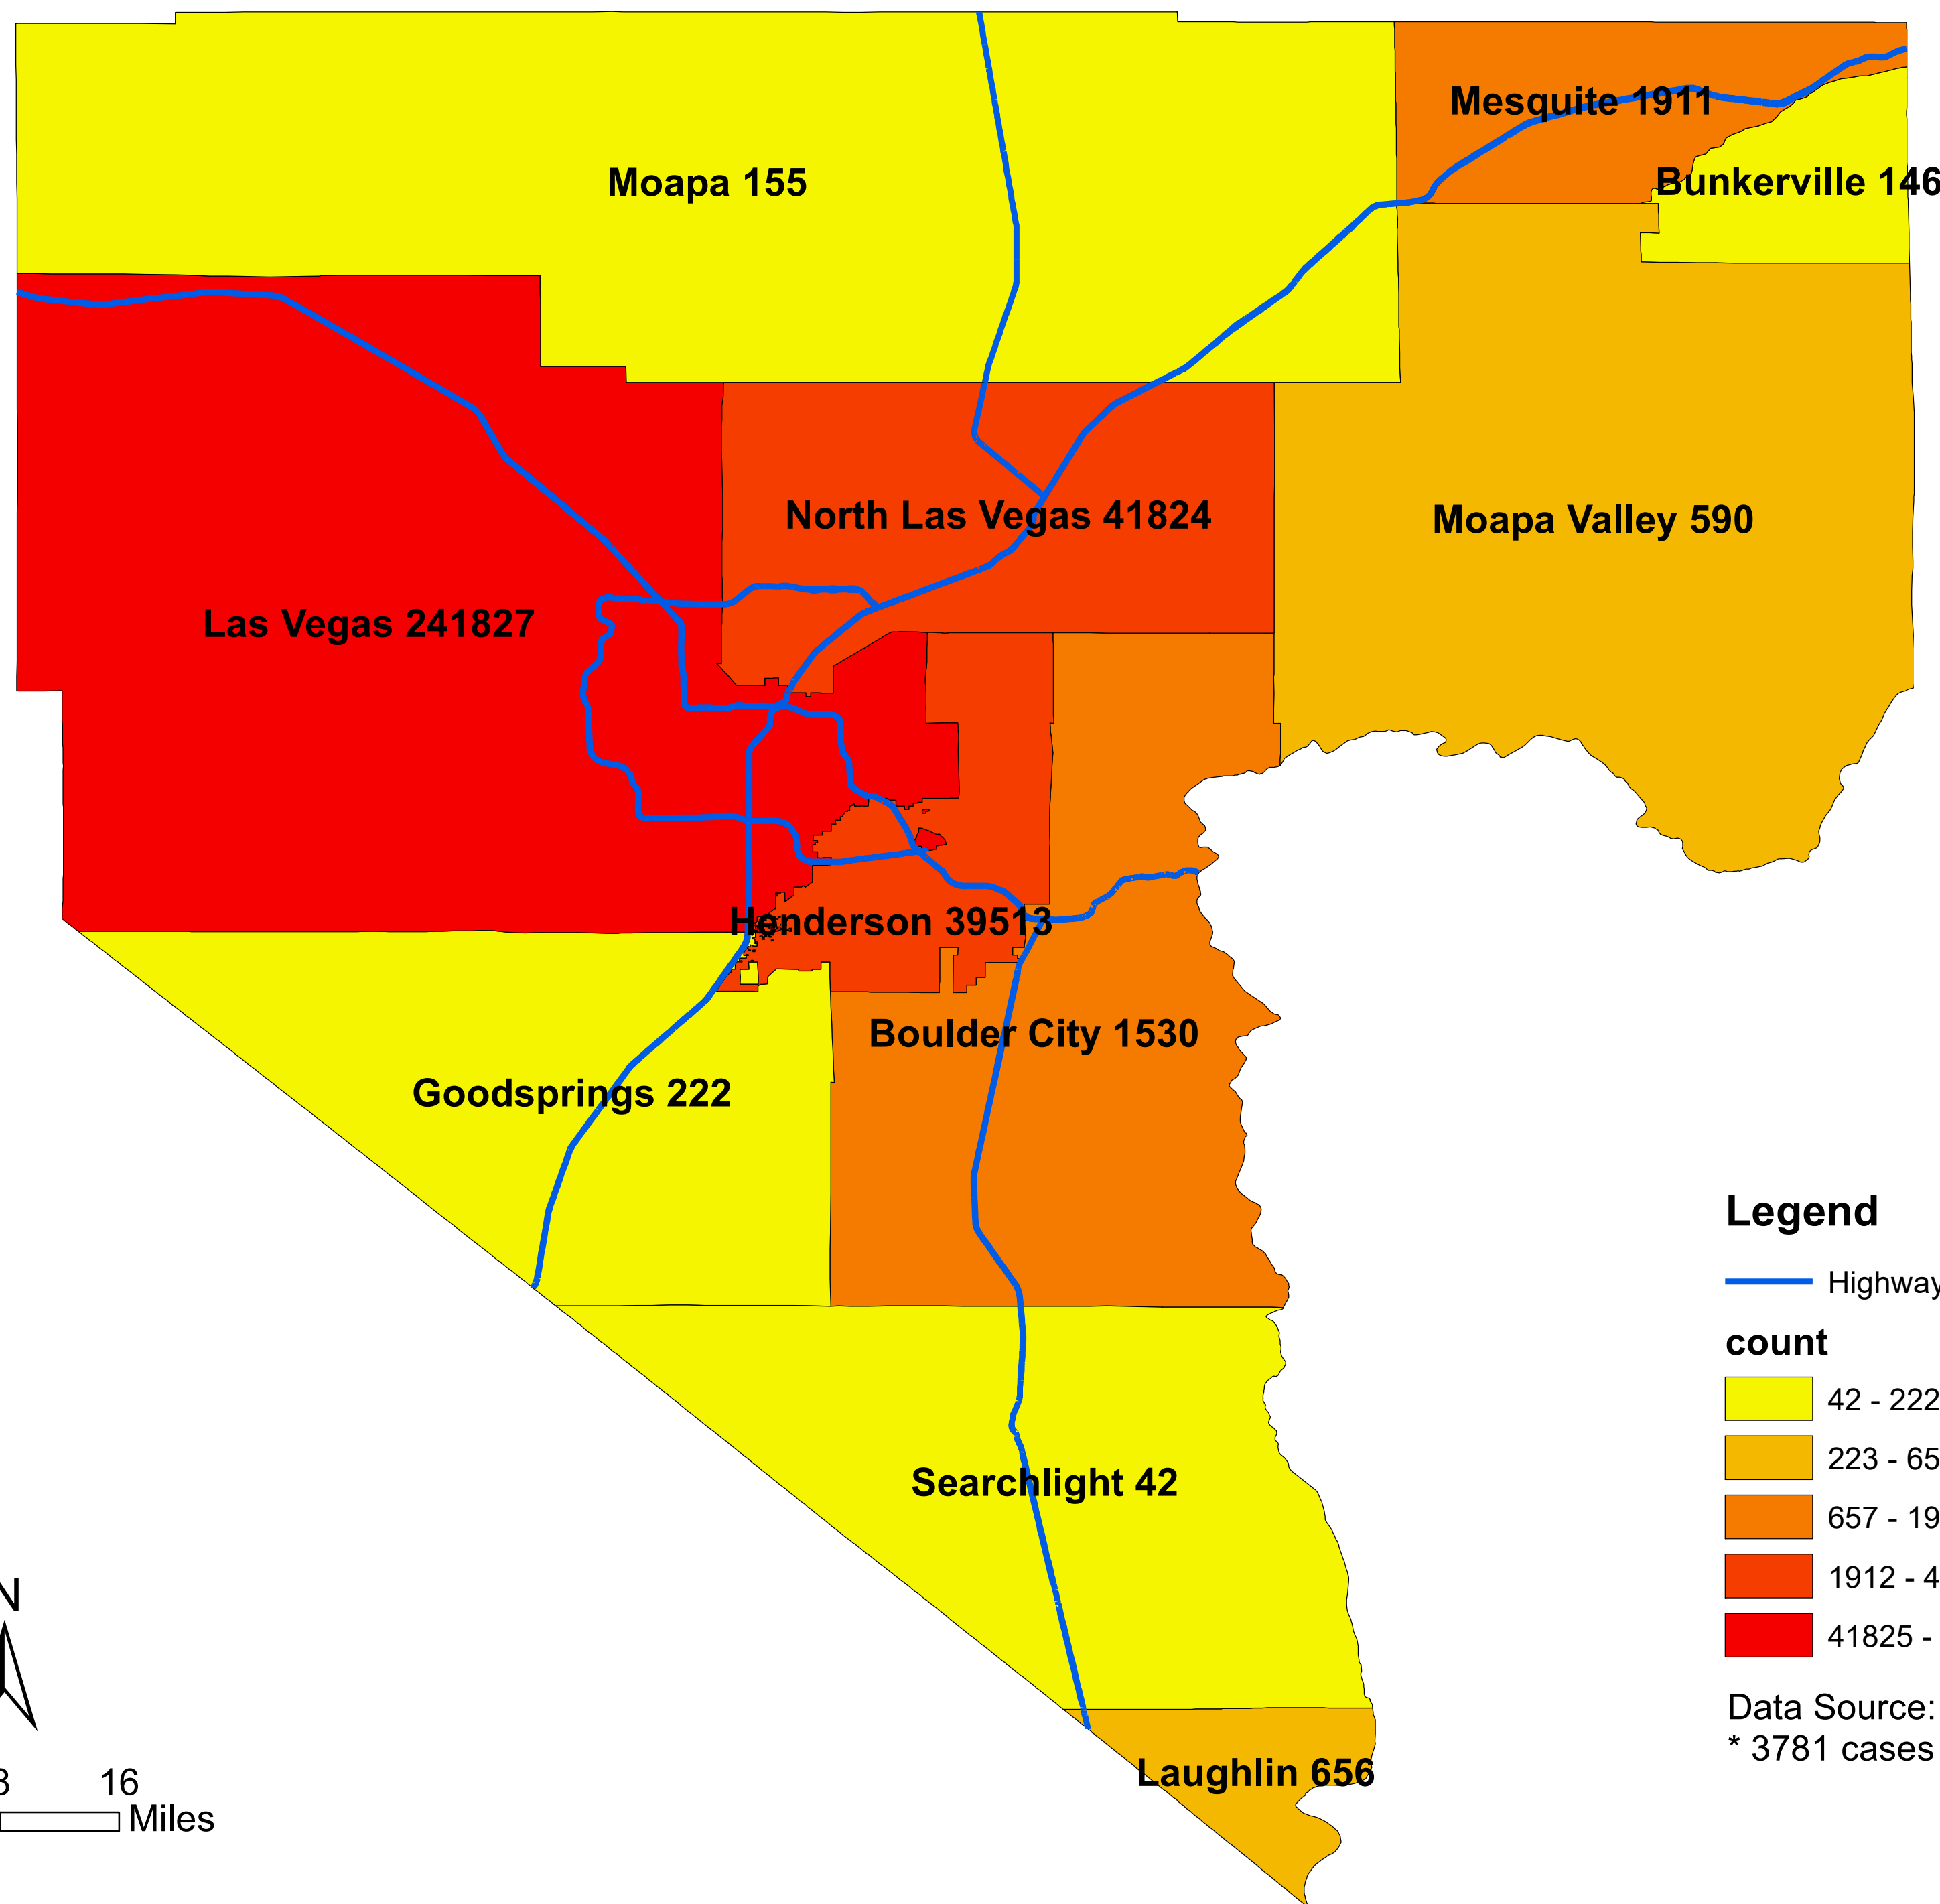 Mesquite 1911
Moapa 155
Bunkerville 146
North Las Vegas 41824
Moapa Valley 590
Las Vegas 241827
Henderson 39513
Boulder City 1530
Goodsprings 222
Searchlight 42
Laughlin 656
Legend
Highway
count
42 - 222
223 - 65
657 - 19
1912 - 4
41825 -
Data Source:
* 3781 cases
N
16
Miles